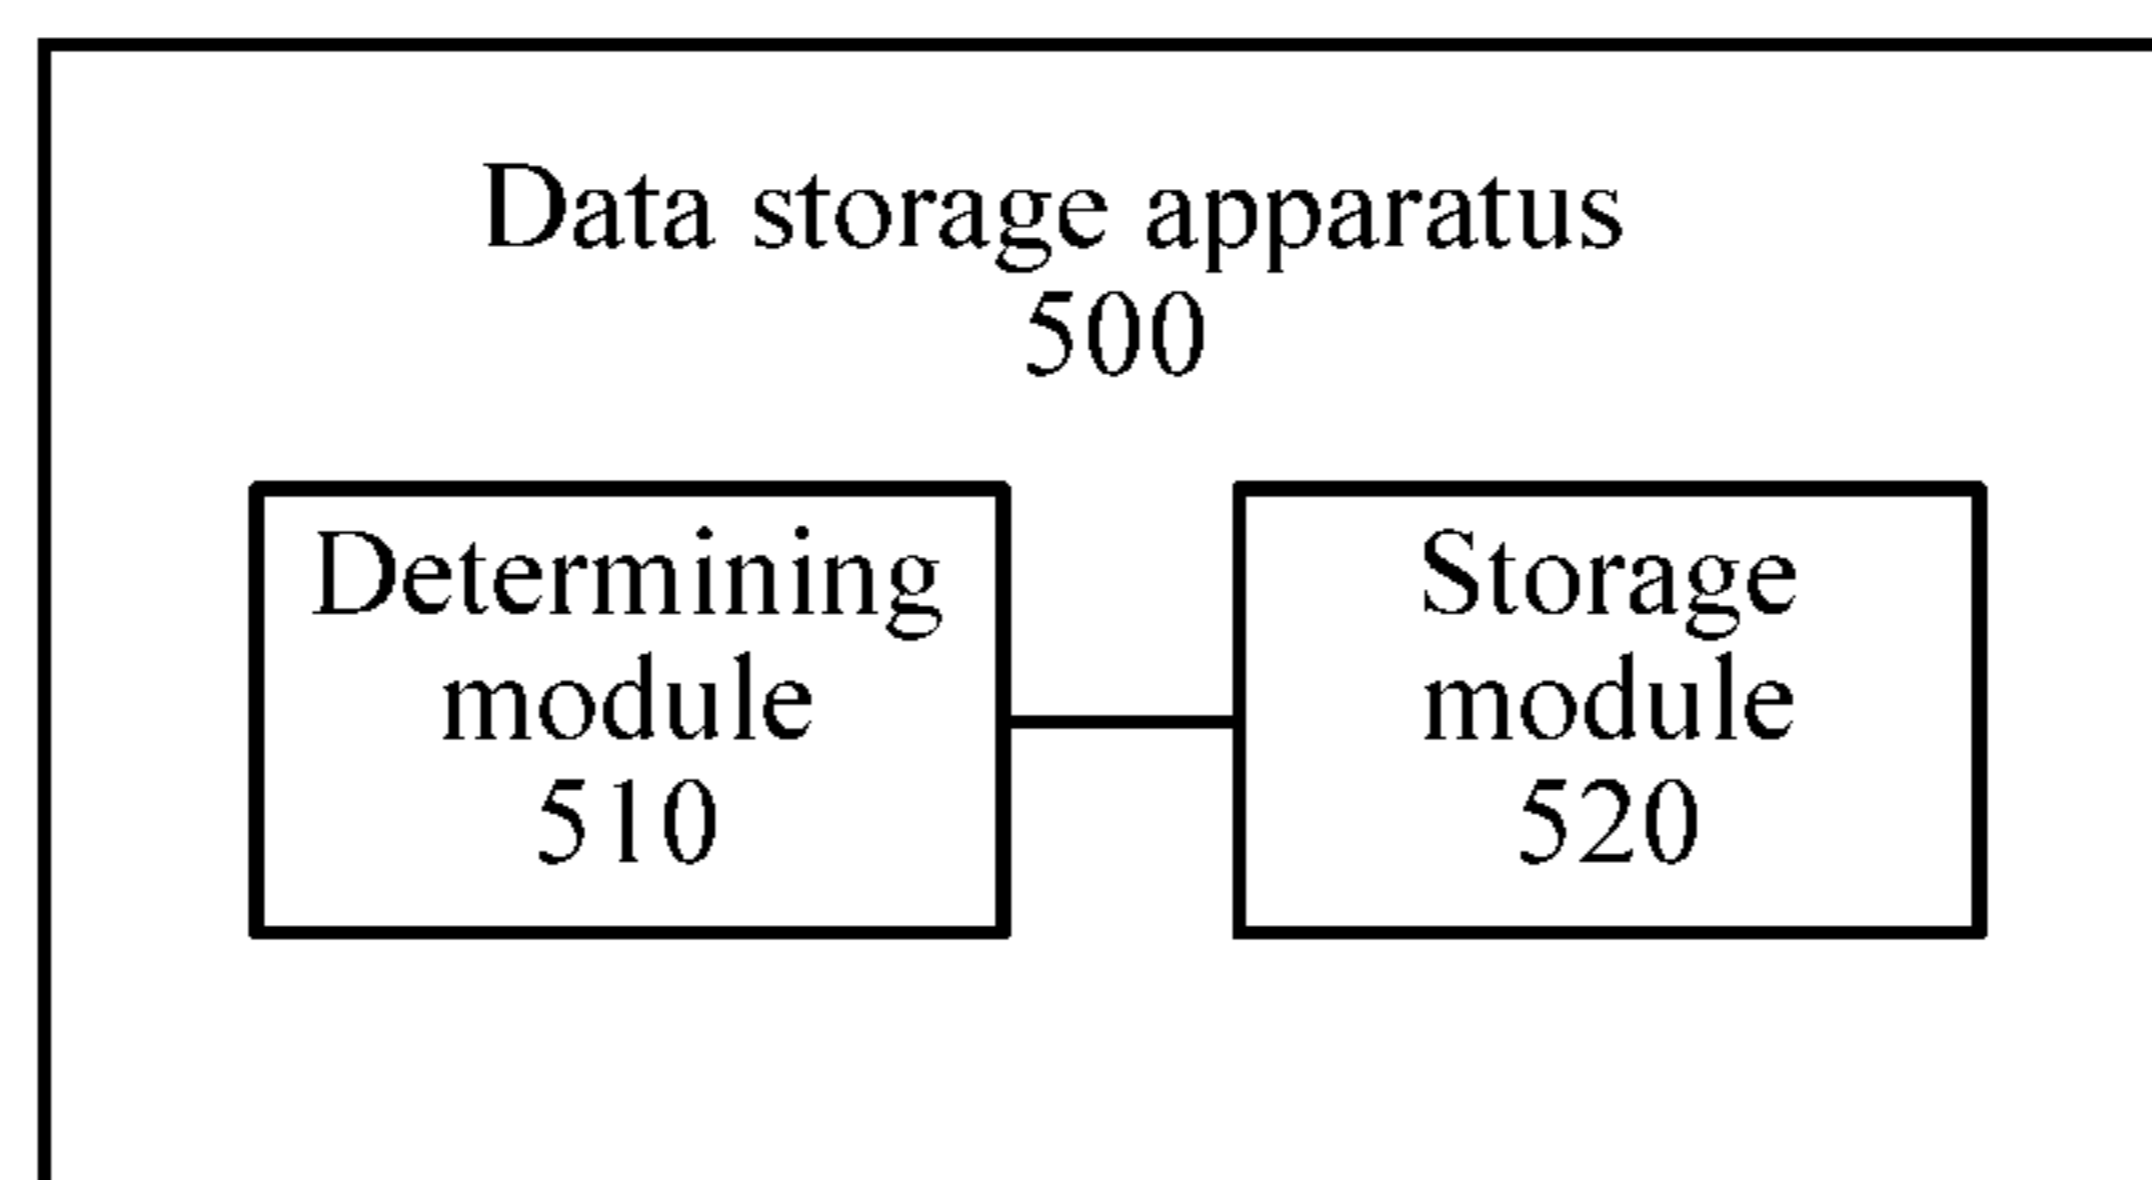 Data storage apparatus
500
Determining
module
510
Storage
module
520